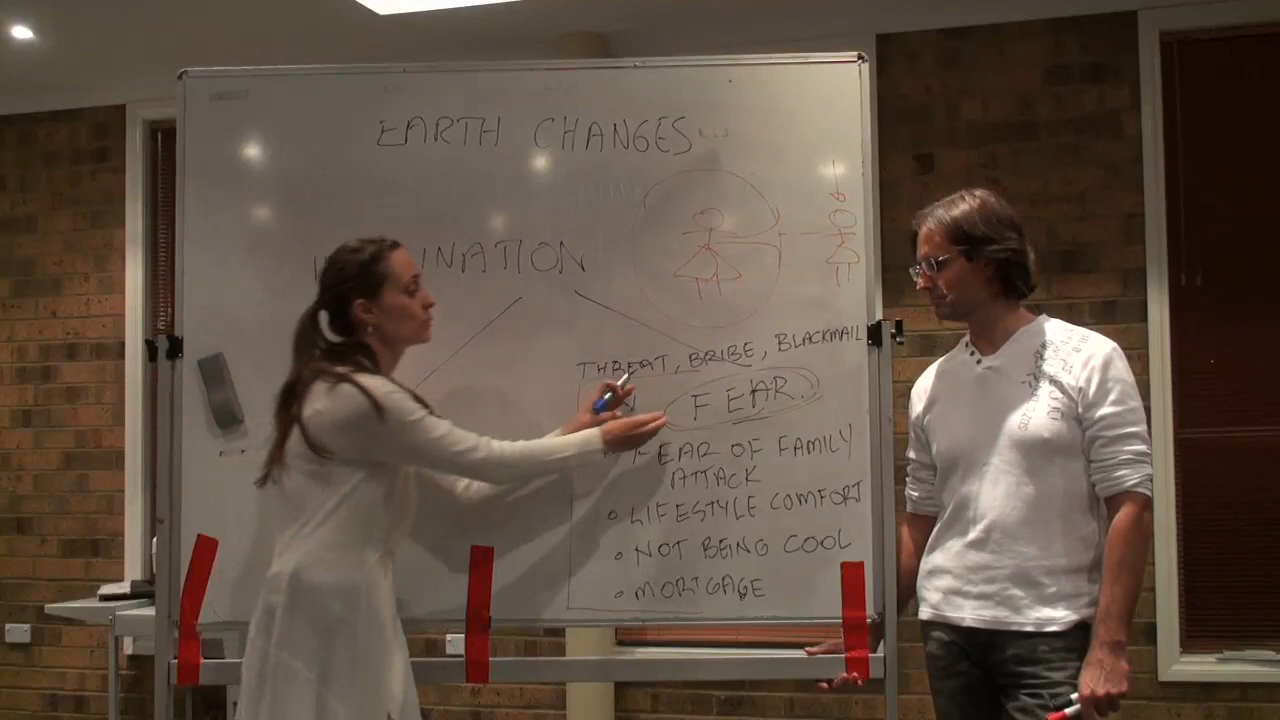 EARTH CHANGES...
INATION
THREAT, BRIBE, BLACKMAIL
FEAR.
FEAR OF FAMILY
ATTACK
LIFESTYLE COMFORT
NOT BEING COOL
MORTGAGE